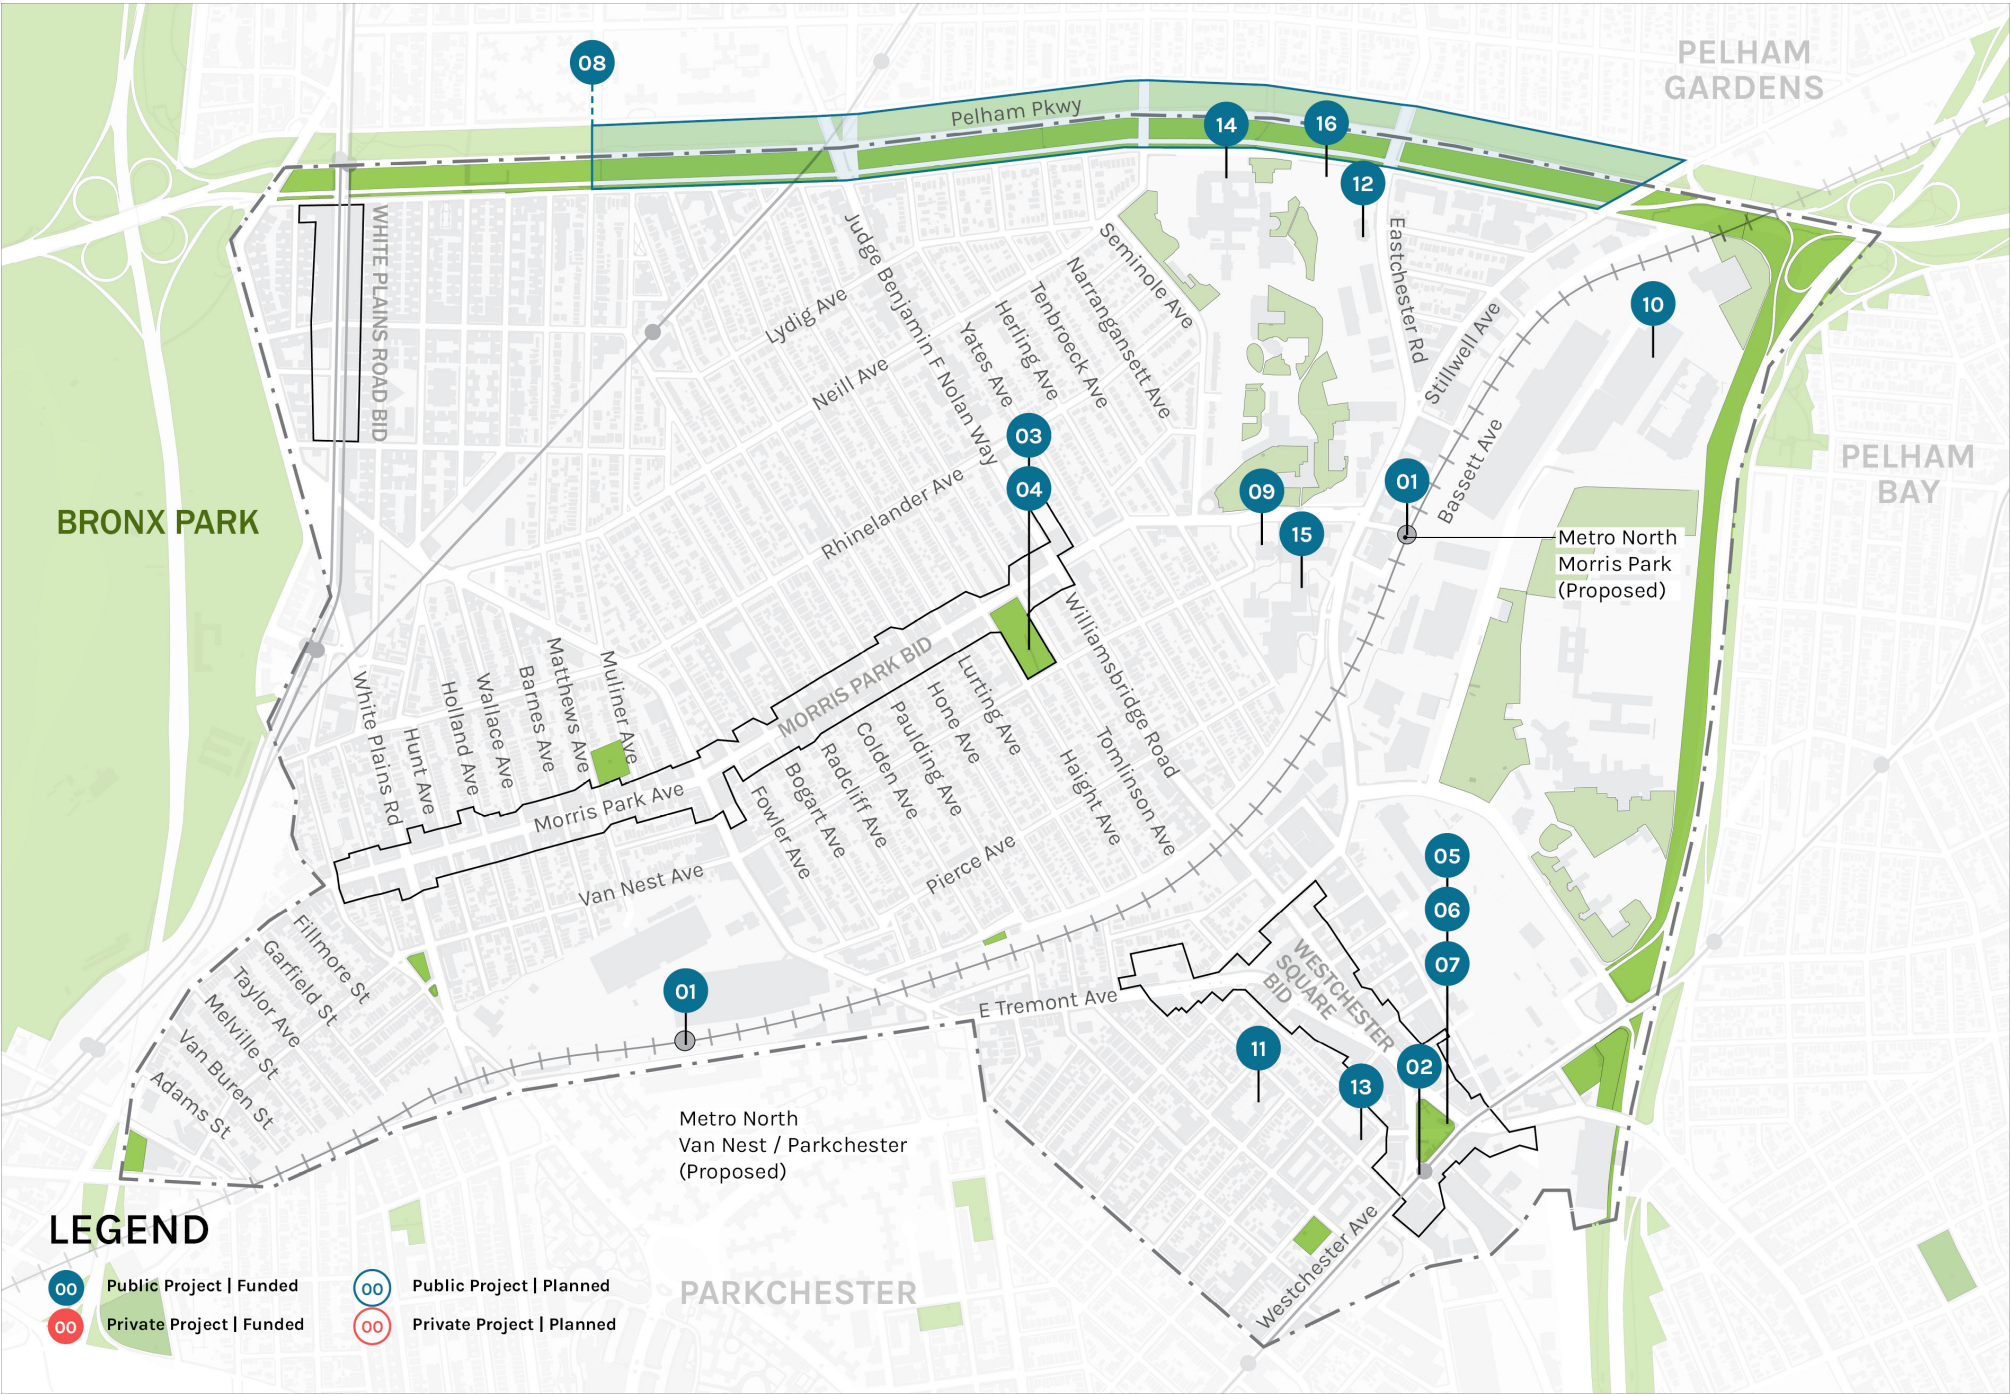 PELHAM
GARDENS
08
Pelham Pkwy
14
16
12
WHITE PLAINS ROAD BID
Judge Benjamin F Nolan Way
Seminole Ave
Eastchester Rd
Narrangansett Ave
Tenbroeck Ave
Herling Ave
Yates Ave
Lydig Ave
Neill Ave
Stillwell Ave
10
03
04
09
15
01
Bassett Ave
PELHAM
BAY
BRONX PARK
Rhinelander Ave
Metro North
Morris Park
(Proposed)
Williamsbridge Road
MORRIS PARK BID
White Plains Rd
Hunt Ave
Holland Ave
Wallace Ave
Barnes Ave
Matthews Ave
Muliner Ave
Lurting Ave
Hone Ave
Paulding Ave
Colden Ave
Radcliff Ave
Bogart Ave
Fowler Ave
Haight Ave
Tomlinson Ave
Morris Park Ave
Pierce Ave
Van Nest Ave
05
06
07
Fillmore St
Garfield St
Taylor Ave
Melville St
Van Buren St
Adams St
01
E Tremont Ave
WESTCHESTER
SQUARE
BID
11
13
02
Metro North
Van Nest / Parkchester
(Proposed)
Westchester Ave
PARKCHESTER
LEGEND
00 Public Project | Funded
00 Public Project | Planned
00 Private Project | Funded
00 Private Project | Planned